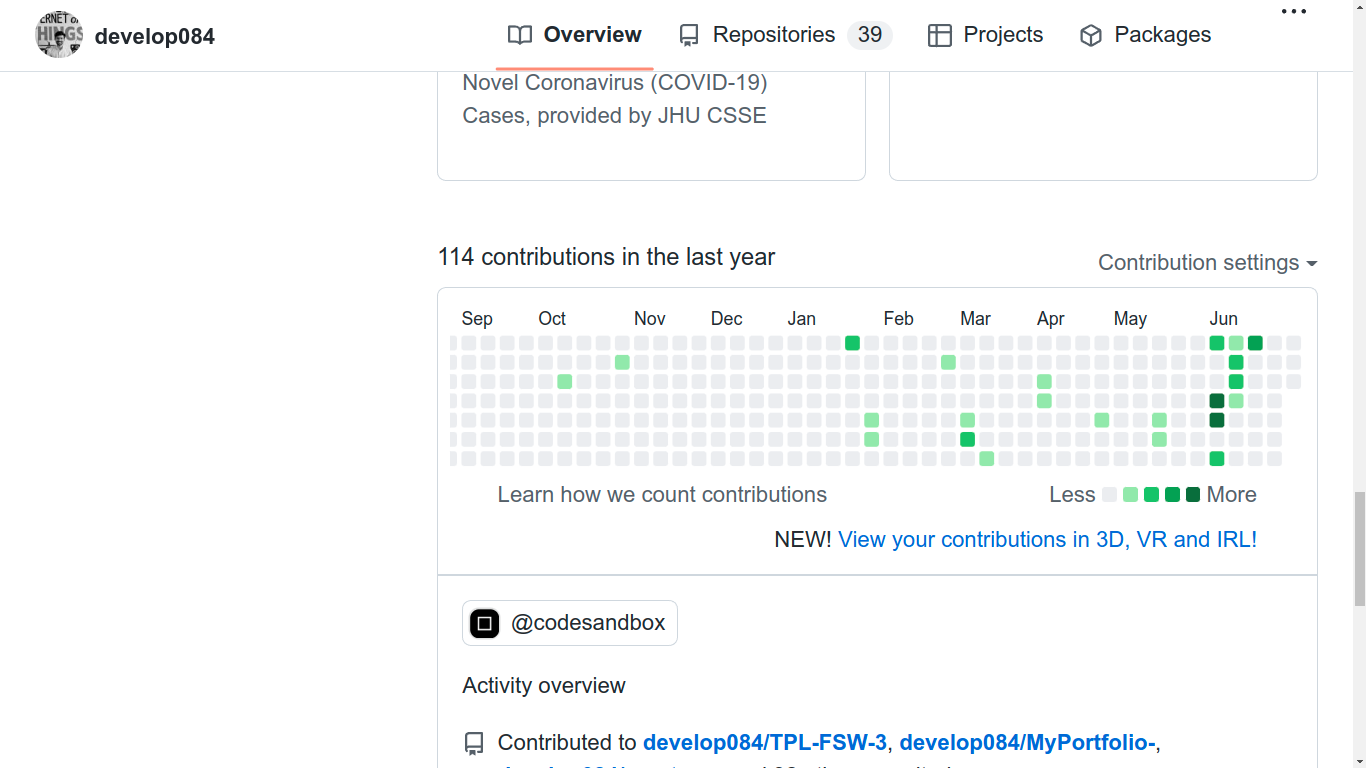 ERNET OF
THINGS
develop084
Overview
Repositories 39
Projects
Packages
Novel Coronavirus (COVID-19)
Cases, provided by JHU CSSE
114 contributions in the last year
Contribution settings
Sep Oct Nov Dec Jan Feb Mar Apr May Jun
Learn how we count contributions
Less More
NEW! View your contributions in 3D, VR and IRL!
@codesandbox
Activity overview
Contributed to develop084/TPL-FSW-3, develop084/MyPortfolio-,